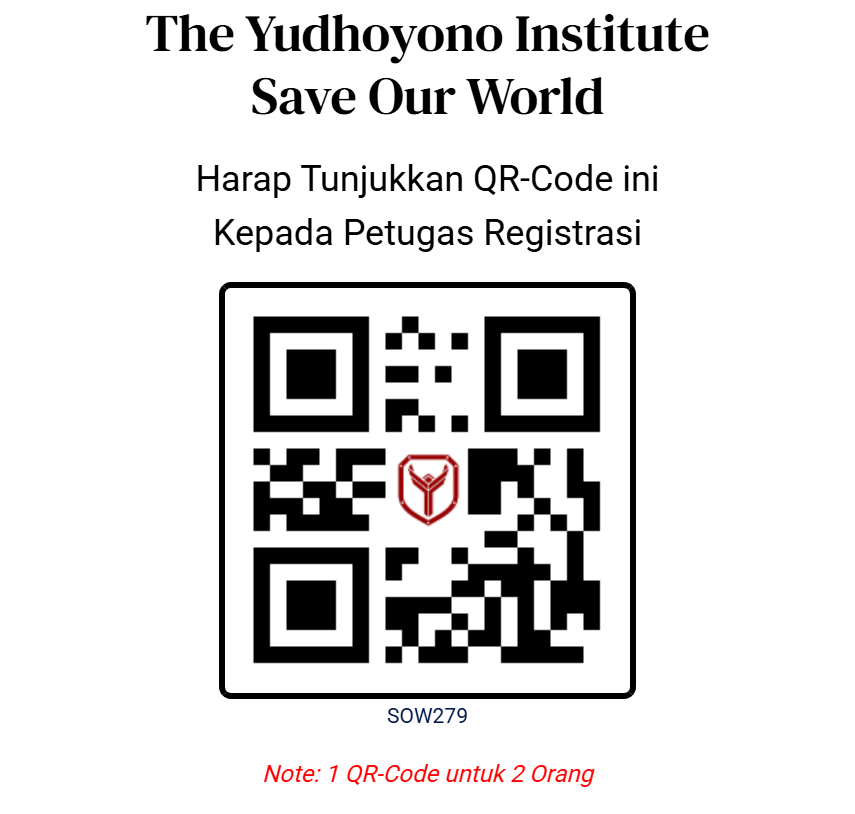 The Yudhoyono Institute
Save Our World
Harap Tunjukkan QR-Code ini
Kepada Petugas Registrasi
SOW279
Note: 1 QR-Code untuk 2 Orang